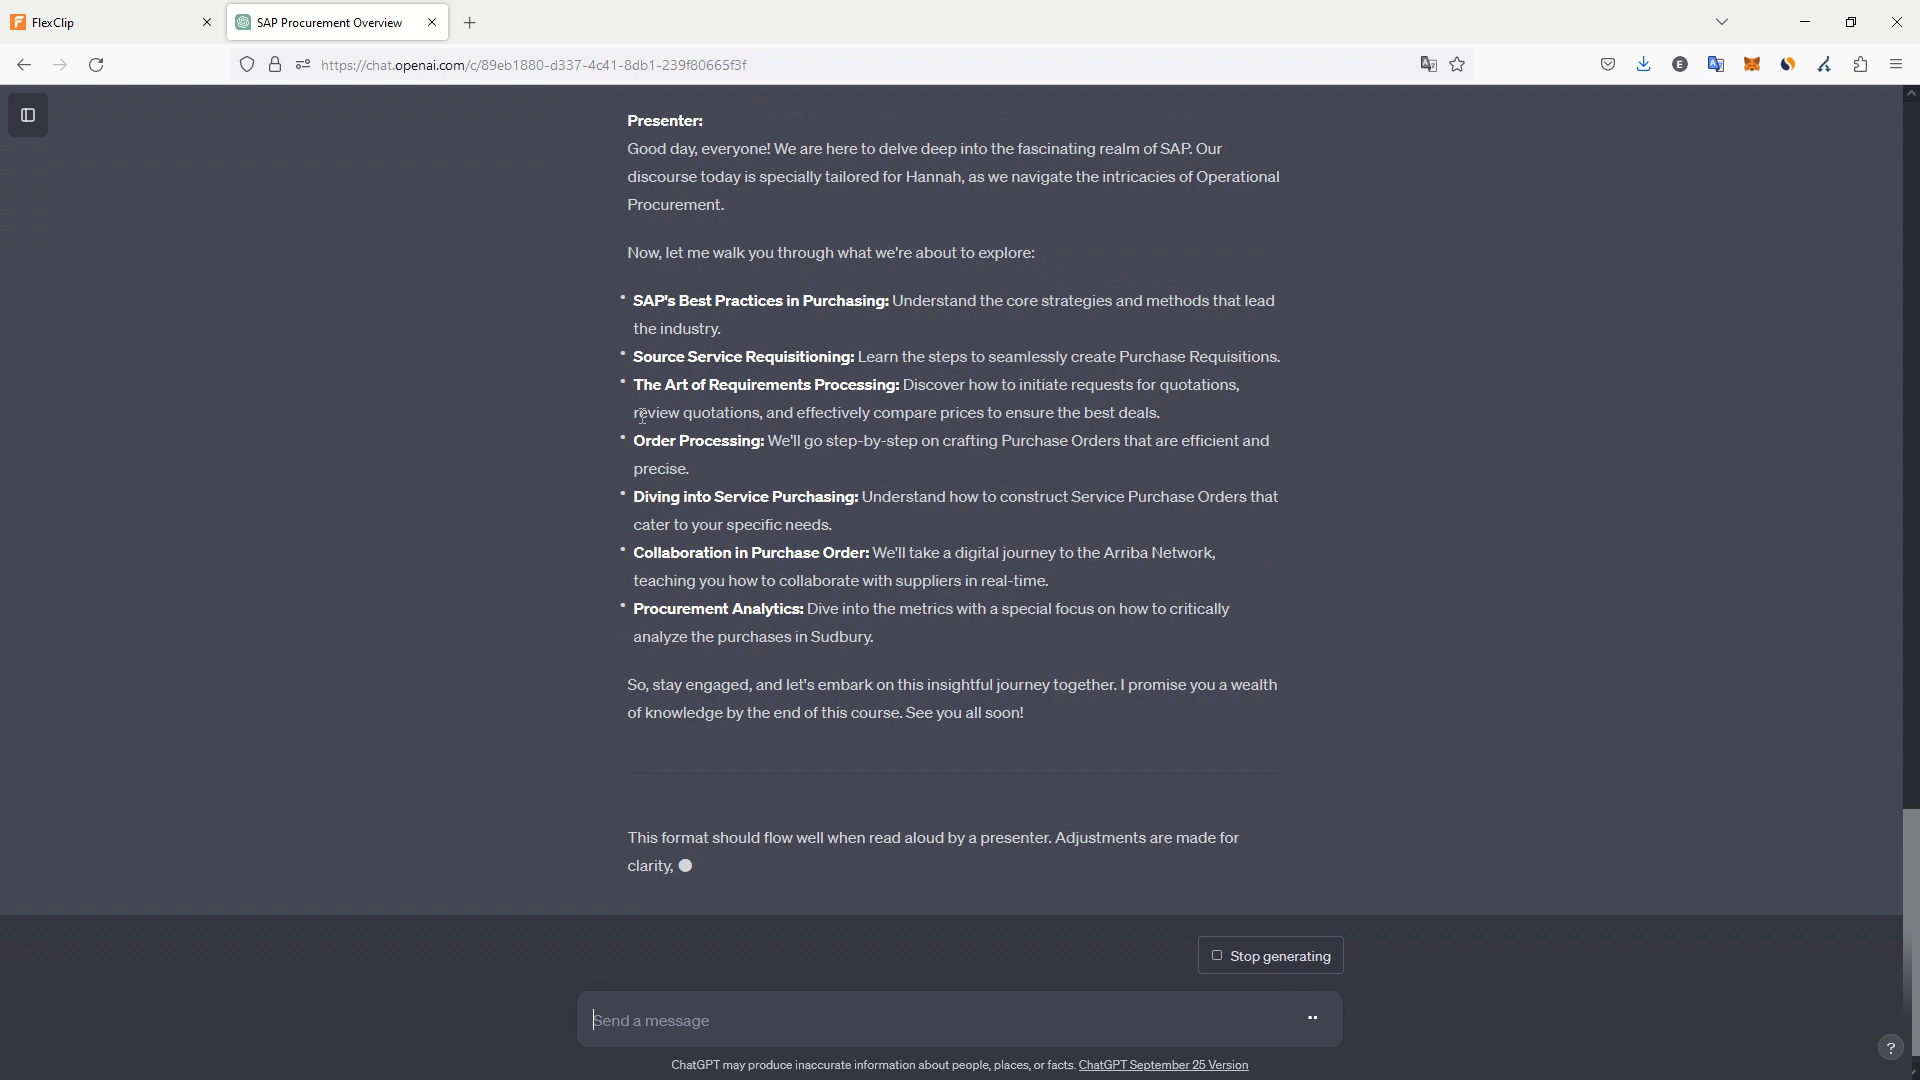 FlexClip
SAP Procurement Overview
https://chat.openai.com/c/89eb1880-d337-4c41-8db1-239f80665f3f
E
Presenter:
Good day, everyone! We are here to delve deep into the fascinating realm of SAP. Our
discourse today is specially tailored for Hannah, as we navigate the intricacies of Operational
Procurement.
Now, let me walk you through what we're about to explore:
• SAP's Best Practices in Purchasing: Understand the core strategies and methods that lead
the industry.
• Source Service Requisitioning: Learn the steps to seamlessly create Purchase Requisitions.
• The Art of Requirements Processing: Discover how to initiate requests for quotations,
review quotations, and effectively compare prices to ensure the best deals.
• Order Processing: We'll go step-by-step on crafting Purchase Orders that are efficient and
precise.
• Diving into Service Purchasing: Understand how to construct Service Purchase Orders that
cater to your specific needs.
• Collaboration in Purchase Order: We'll take a digital journey to the Arriba Network,
teaching you how to collaborate with suppliers in real-time.
• Procurement Analytics: Dive into the metrics with a special focus on how to critically
analyze the purchases in Sudbury.
So, stay engaged, and let's embark on this insightful journey together. I promise you a wealth
of knowledge by the end of this course. See you all soon!
This format should flow well when read aloud by a presenter. Adjustments are made for
clarity,
Stop generating
Send a message
ChatGPT may produce inaccurate information about people, places, or facts. ChatGPT September 25 Version
?